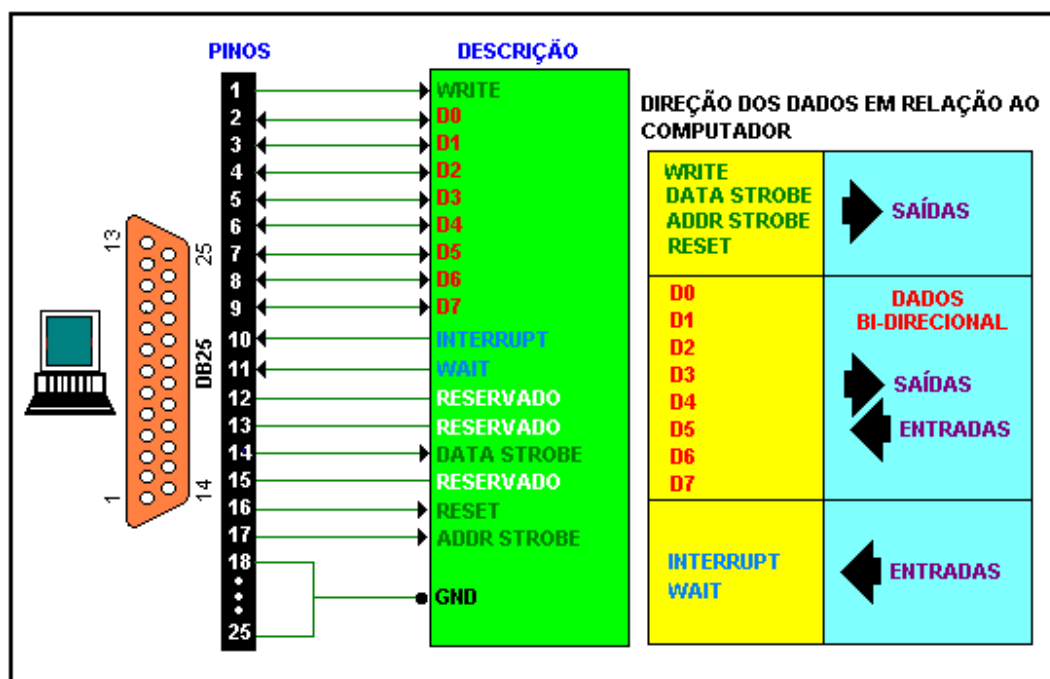 PINOS
DESCRIÇÃO
1 WRITE
2 D0
3 D1
4 D2
5 D3
6 D4
7 D5
8 D6
9 D7
10 INTERRUPT
11 WAIT
12 RESERVADO
13 RESERVADO
14 DATA STROBE
15 RESERVADO
16 RESET
17 ADDR STROBE
18
GND
25
13
25
DB25
1
14
DIREÇÃO DOS DADOS EM RELAÇÃO AO
COMPUTADOR
WRITE
DATA STROBE
ADDR STROBE
RESET
SAÍDAS
D0
D1
D2
D3
D4
D5
D6
D7
DADOS
BI-DIRECIONAL
SAÍDAS
ENTRADAS
INTERRUPT
WAIT
ENTRADAS